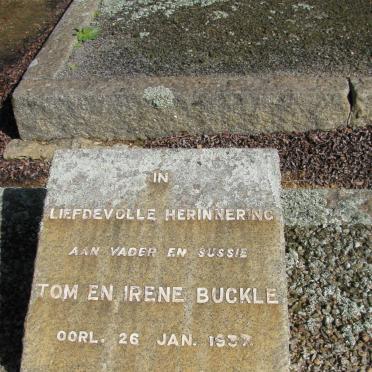 IN
LIEFDEVOLLE HERINNERING
AAN VADER EN SUSSIE
TOM EN IRENE BUCKLE
OORL. 26 JAN. 1937.